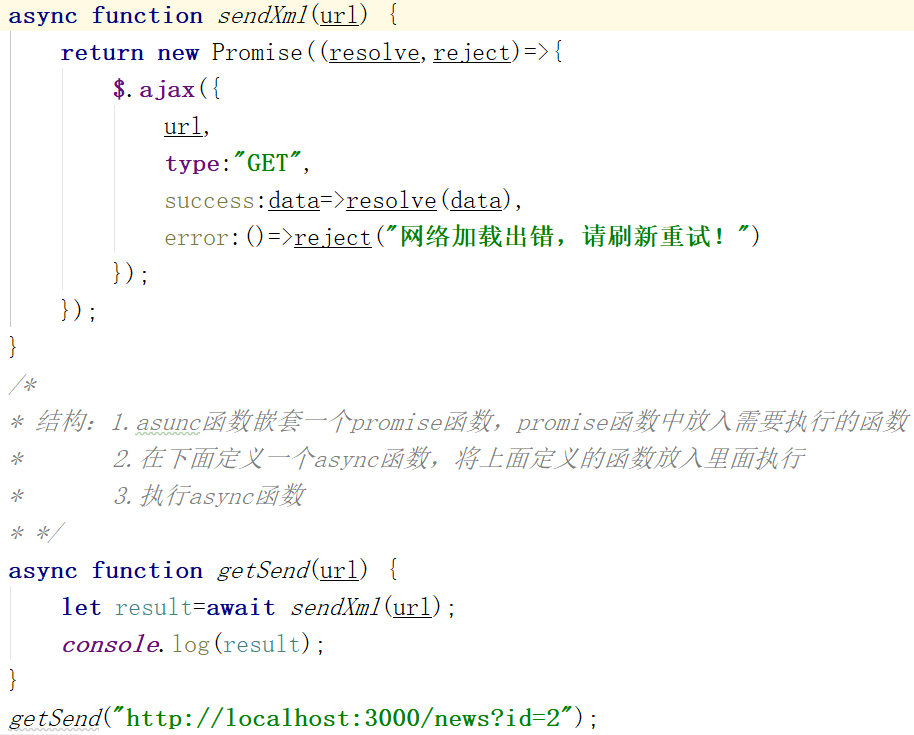 async function sendXml(url) {
    return new Promise((resolve,reject)=>{
        $.ajax({
            url,
            type:"GET",
            success:data=>resolve(data),
            error:()=>reject("网络加载出错，请刷新重试！")
        });
    });
}
/*
* 结构：1.asunc函数嵌套一个promise函数，promise函数中放入需要执行的函数
*      2.在下面定义一个async函数，将上面定义的函数放入里面执行
*      3.执行async函数
* */
async function getSend(url) {
    let result=await sendXml(url);
    console.log(result);
}
getSend("http://localhost:3000/news?id=2");